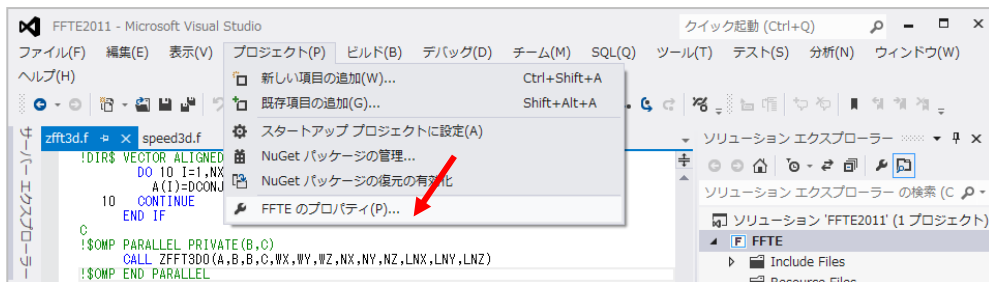 FFTE2011 - Microsoft Visual Studio
クイック起動 (Ctrl+Q)
ファイル(F) 編集(E) 表示(V) プロジェクト(P) ビルド(B) デバッグ(D) チーム(M) SQL(Q) ツール(T) テスト(S) 分析(N) ウィンドウ(W)
ヘルプ(H)
新しい項目の追加(W)... Ctrl+Shift+A
既存項目の追加(G)... Shift+Alt+A
スタートアップ プロジェクトに設定(A)
NuGet パッケージの管理...
NuGet パッケージの復元の有効化
FFTE のプロパティ(P)...
サーバー エクスプローラー
zfft3d.f speed3d.f
!DIR$ VECTOR ALIGNED
DO 10 I=1,NX
A(I)=DCONJ
10 CONTINUE
END IF
C
!$OMP PARALLEL PRIVATE(B,C)
CALL ZFFT3D0(A,B,B,C,WX,WY,WZ,NX,NY,NZ,LNX,LNY,LNZ)
!$OMP END PARALLEL
ソリューション エクスプローラー
ソリューション エクスプローラー の検索 (C
ソリューション 'FFTE2011' (1 プロジェクト)
FFTE
Include Files
Resource Files